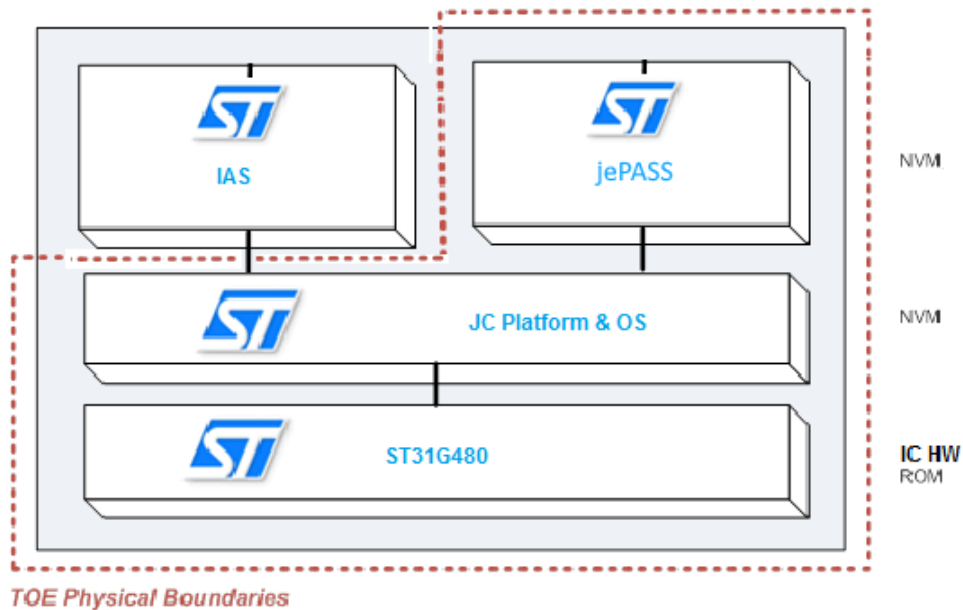 ST
IAS
ST
jePASS
NVM
ST
JC Platform & OS
NVM
ST
ST31G480
IC HW
ROM
TOE Physical Boundaries